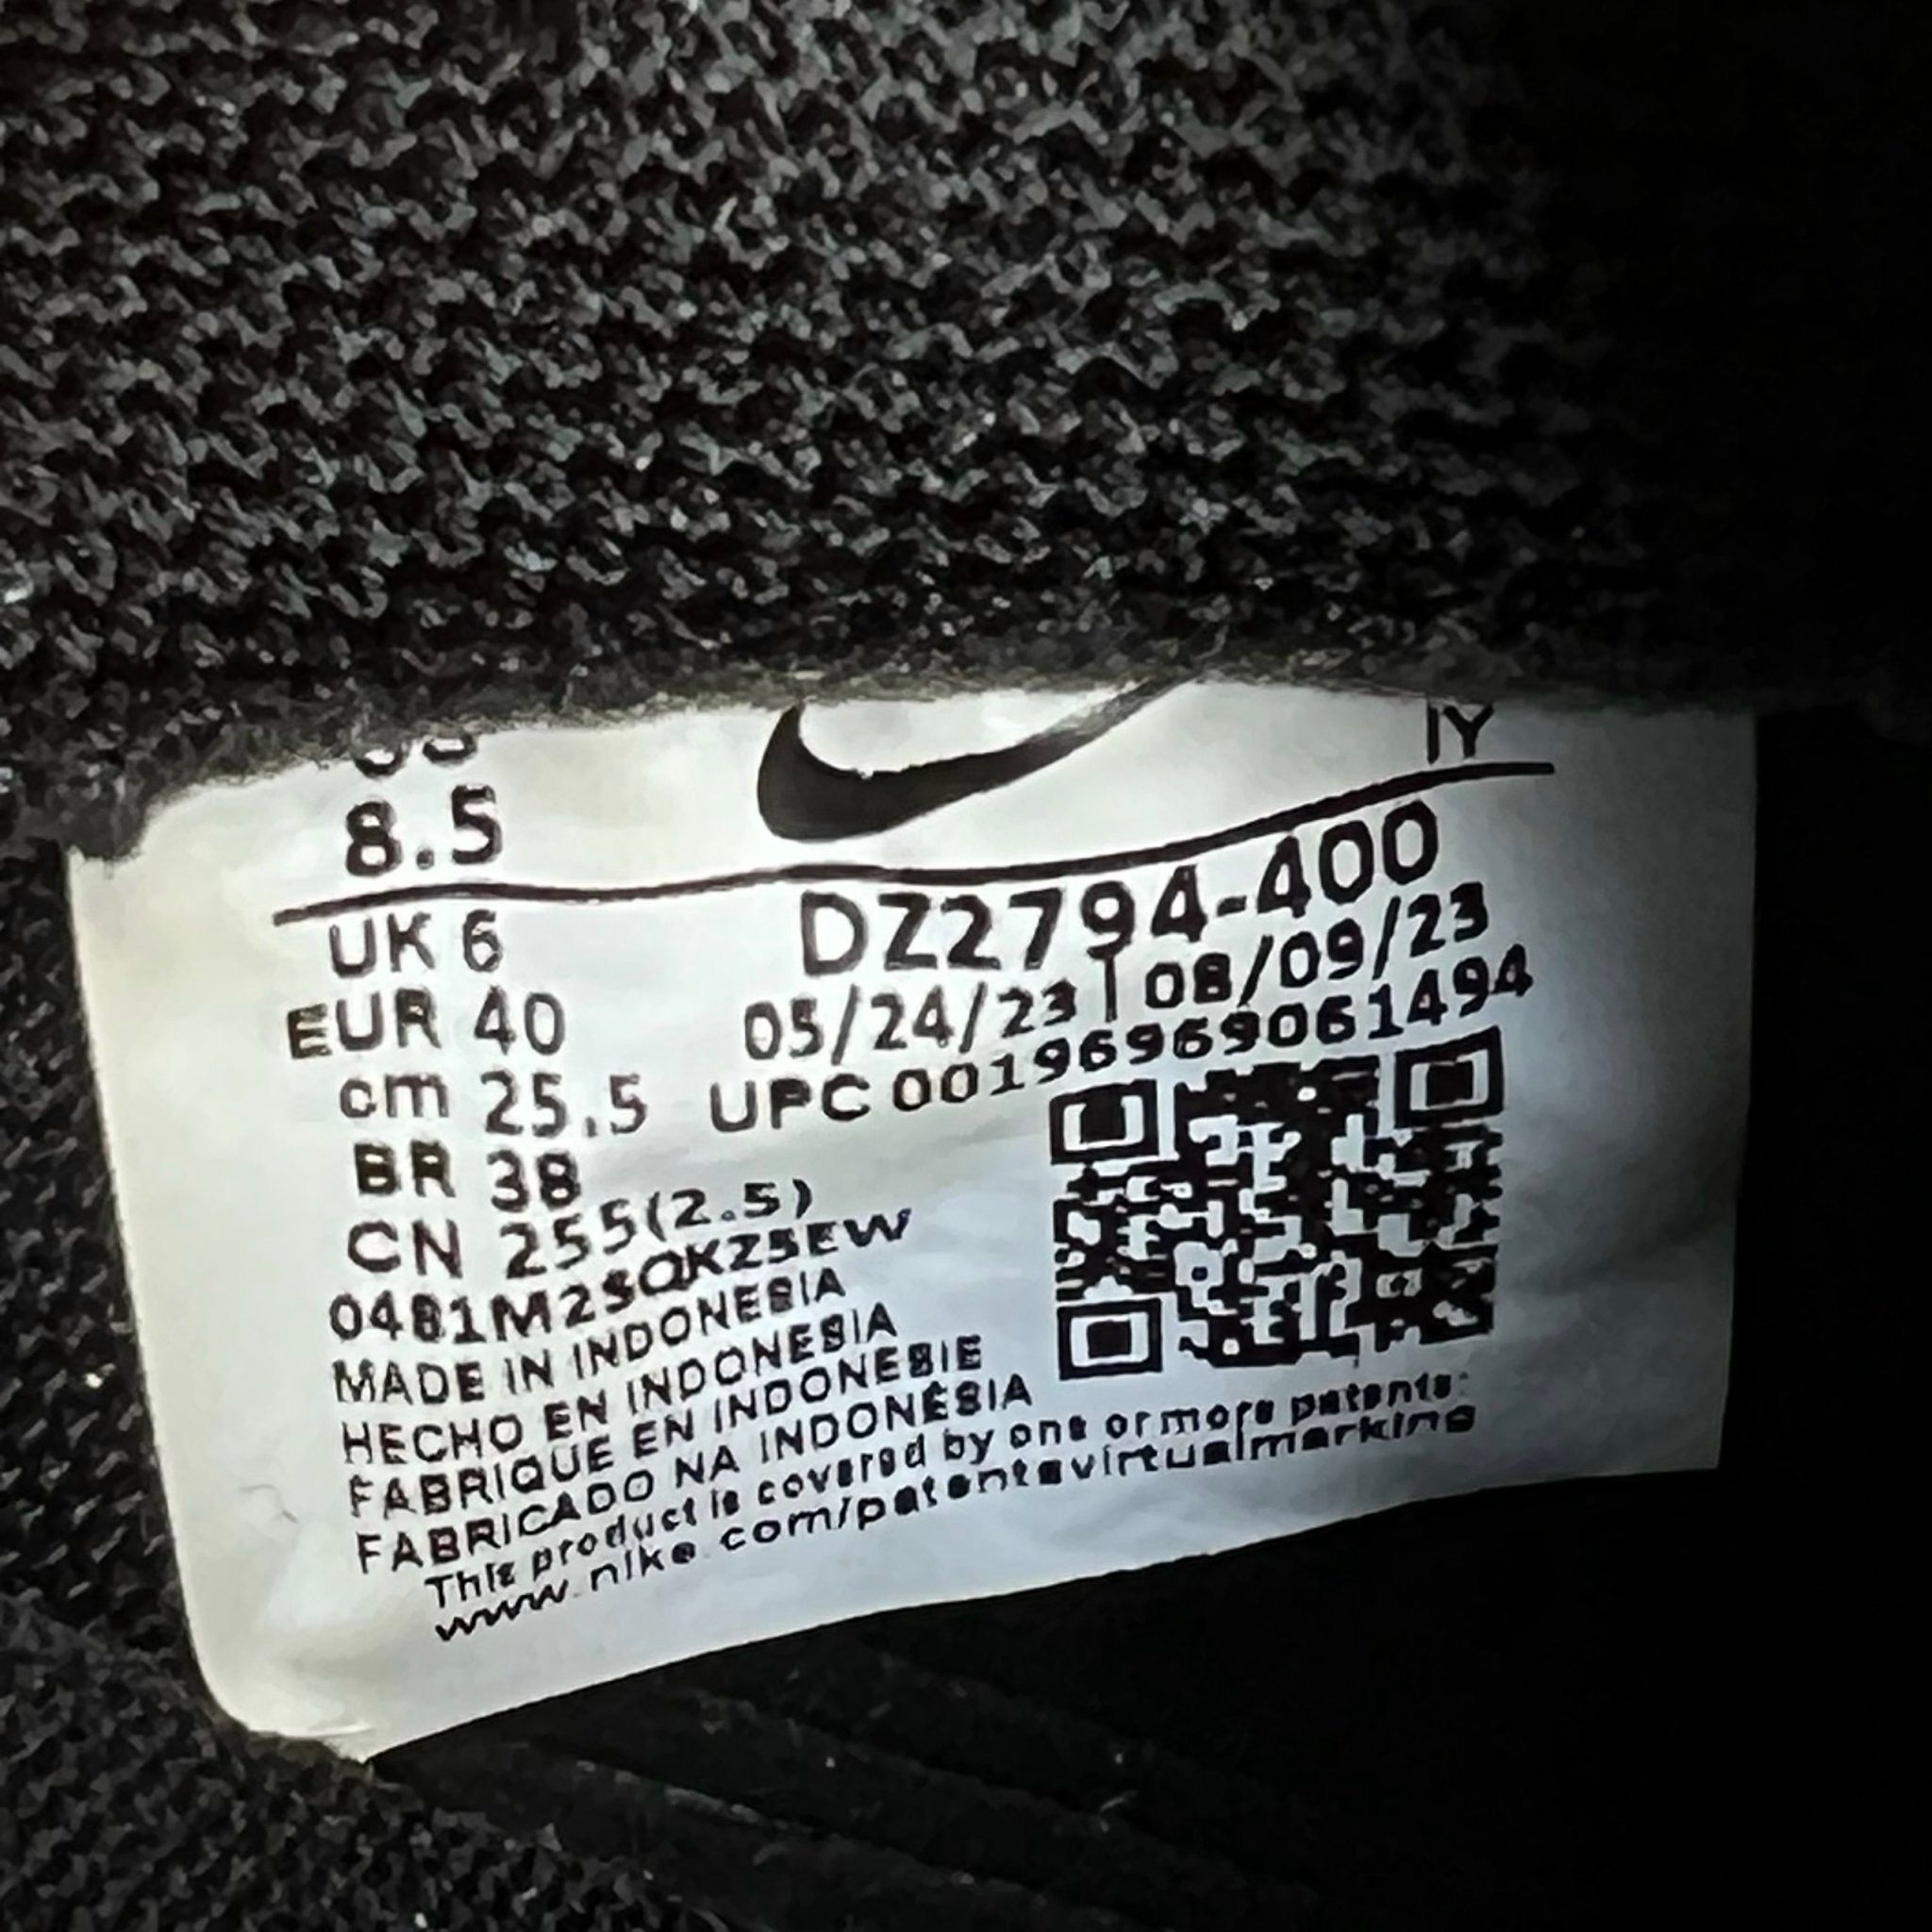 IY
8.5
UK 6
DZ2794-400
EUR 40
05/24/23 | 08/09/23
cm 25.5
UPC 00196969061494
BR 38
CN 255(2.5)
0481M2SQK25EW
MADE IN INDONESIA
HECHO EN INDONESIA
FABRIQUE EN INDONESIE
FABRICADO NA INDONÉSIA
This product is covered by one or more patents:
www.nike.com/patentsvirtualmarking